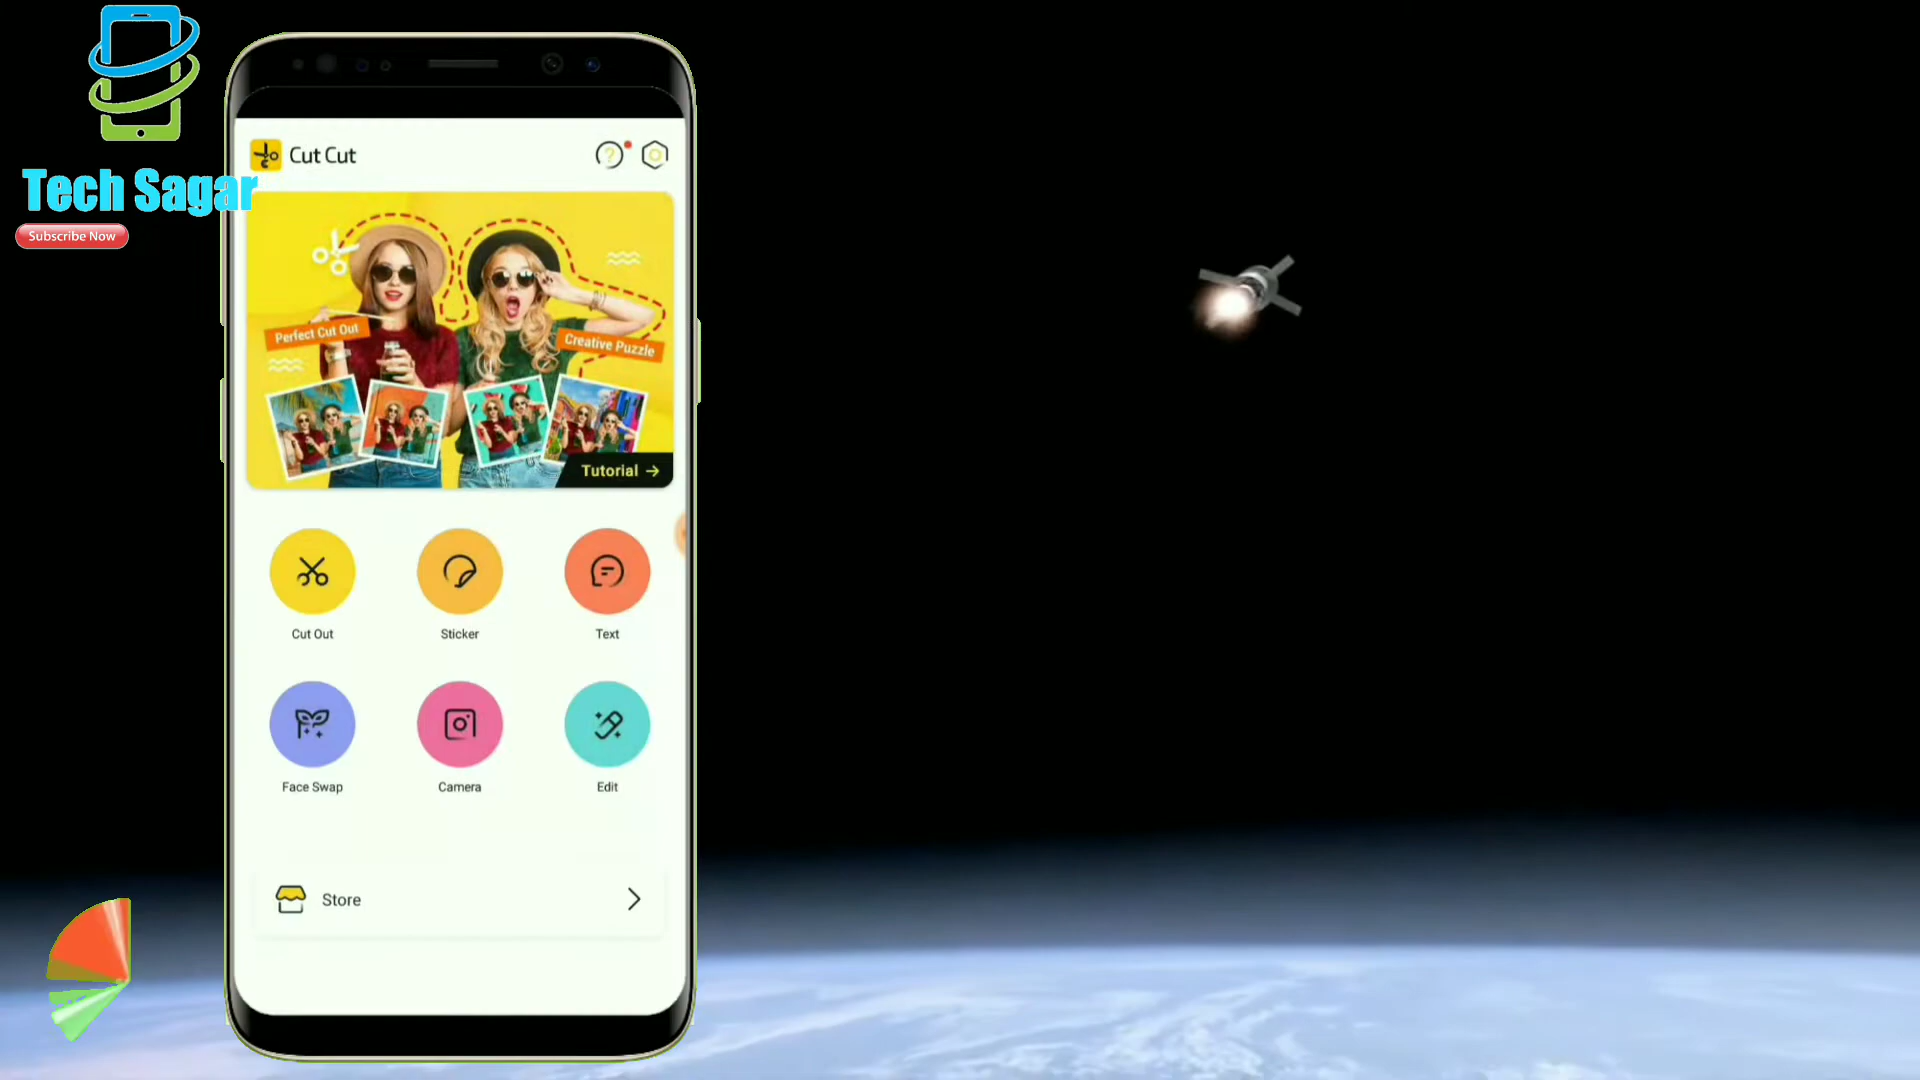 Tech Sagar
Subscribe Now
Cut Cut
?
Perfect Cut Out
Creative Puzzle
Tutorial →
Cut Out
Sticker
Text
Face Swap
Camera
Edit
Store